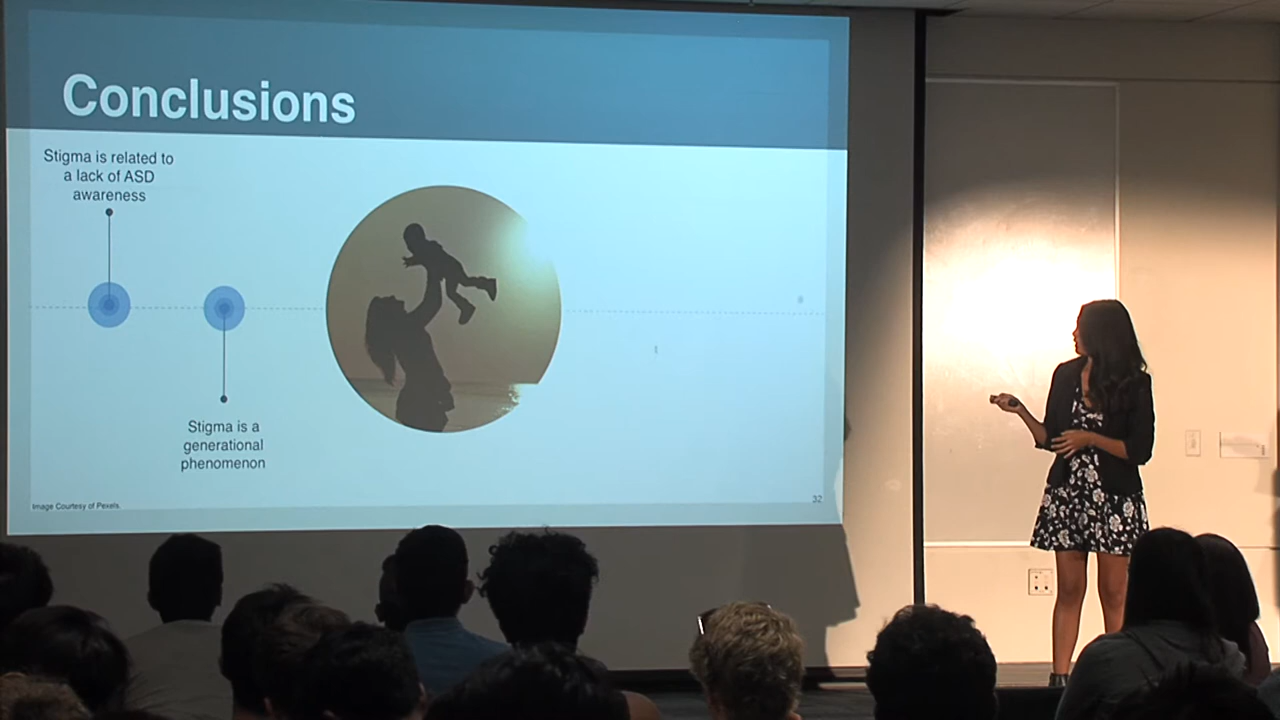 Conclusions
Stigma is related to
a lack of ASD
awareness
Stigma is a
generational
phenomenon
Image Courtesy of Pexels.
32